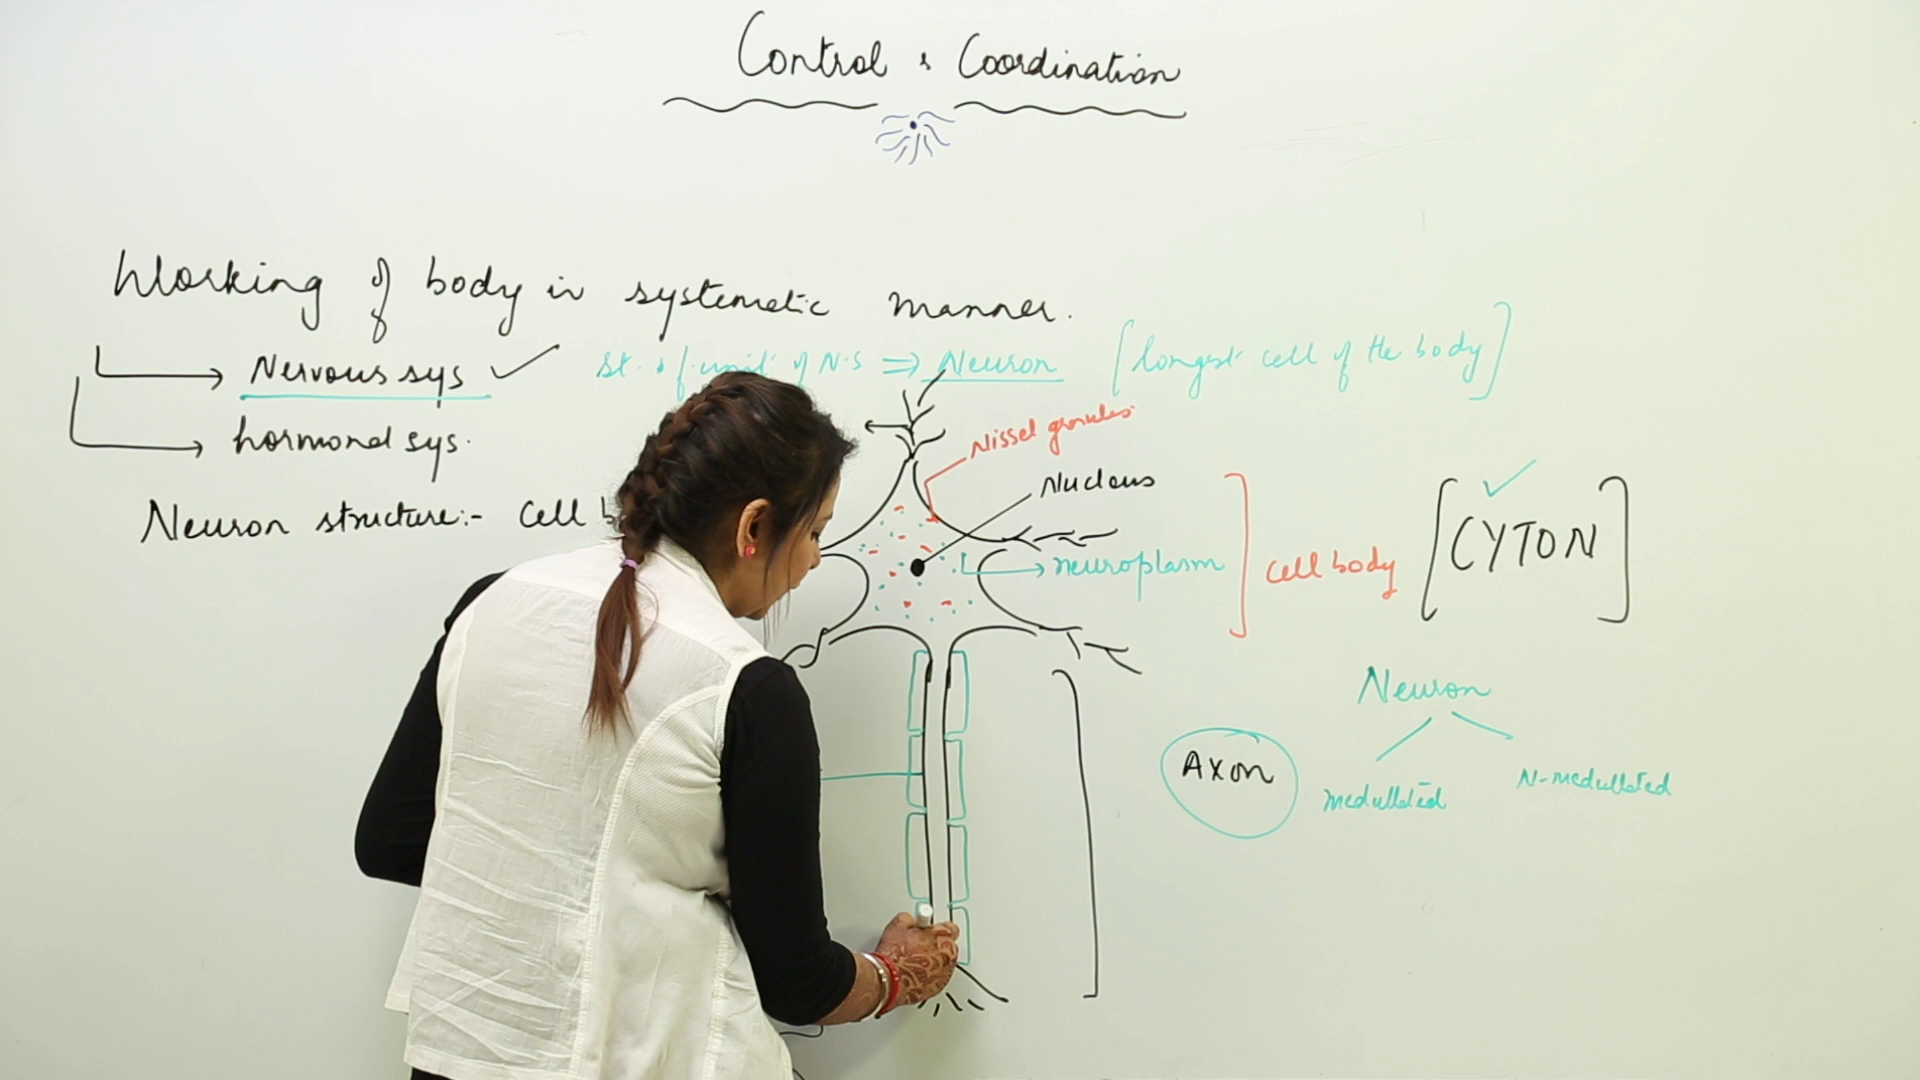 Control & Coordination
Working of body in systematic manner.
Nervous sys
st. & f. unit of N.S ⇒ Neuron [longest cell of the body]
hormonal sys.
Nissel granules
Nucleus
Neuron structure:- Cell b
neuroplasm
cell body
[CYTON]
Neuron
Axon
medullated
N-medullated